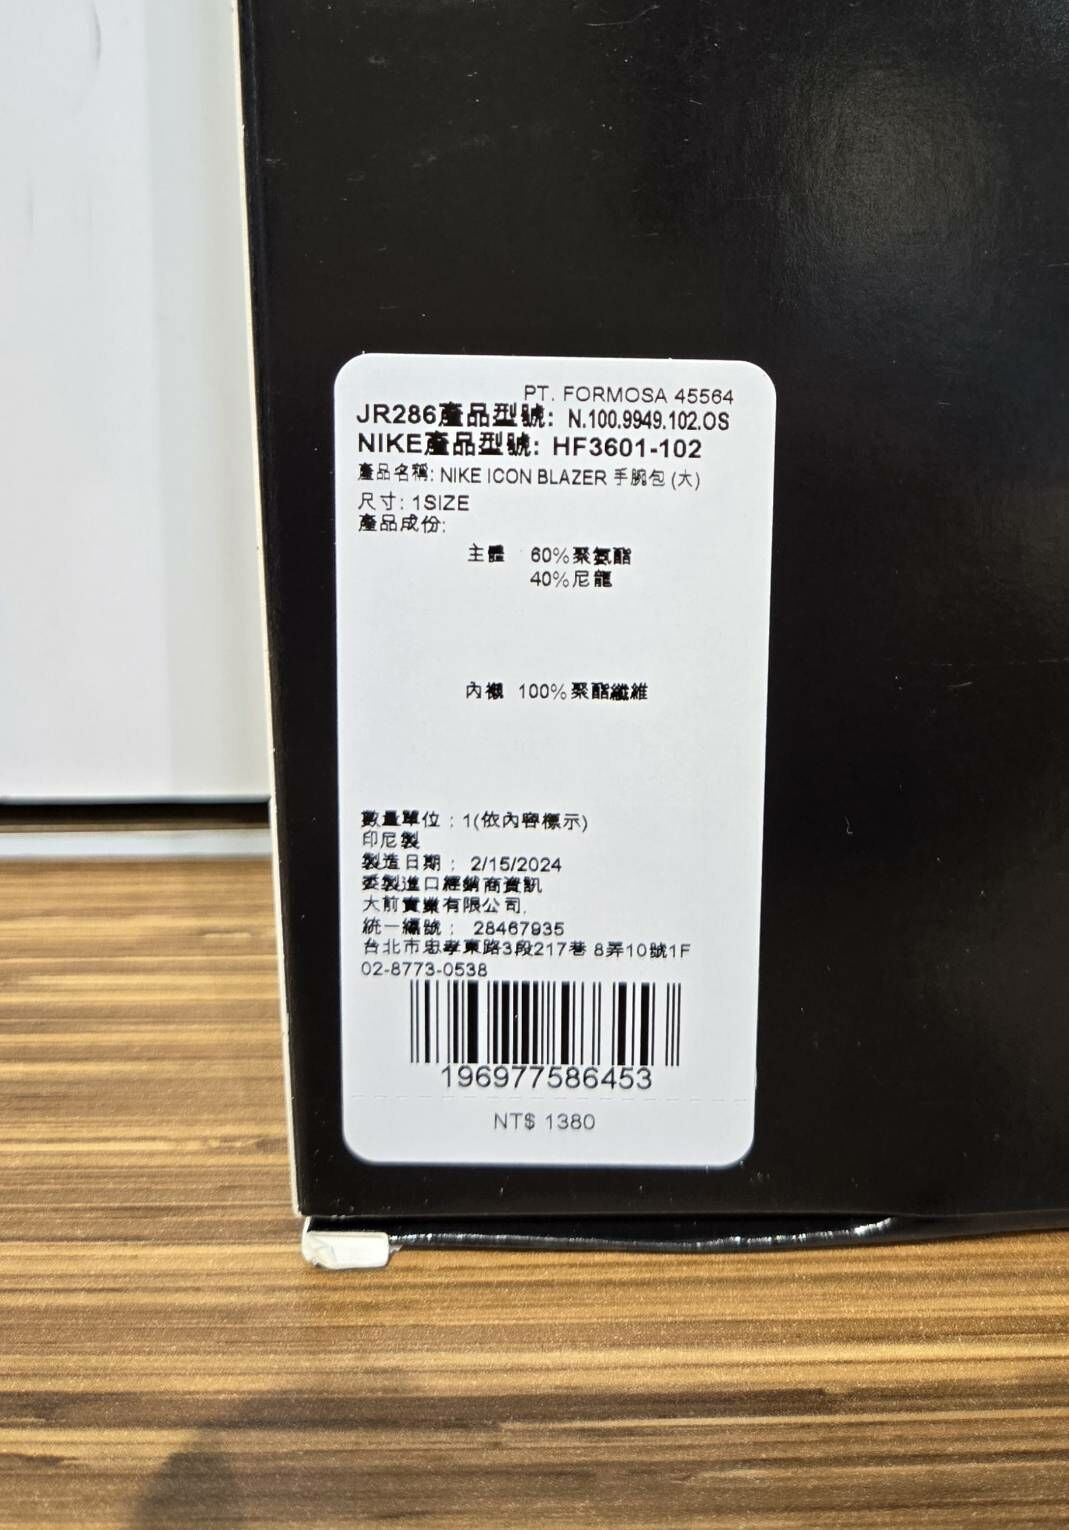 PT. FORMOSA 45564
JR286產品型號: N.100.9949.102.OS
NIKE產品型號: HF3601-102
產品名稱: NIKE ICON BLAZER 手腕包 (大)
尺寸: 1SIZE
產品成份:
主體 60%聚氨酯
40%尼龍
內襯 100%聚酯纖維
數量單位 : 1(依內容標示)
印尼製
製造日期 : 2/15/2024
委製進口經銷商資訊
大前實業有限公司.
統一編號 : 28467935
台北市忠孝東路3段217巷 8弄10號1F
02-8773-0538
196977586453
NT$ 1380